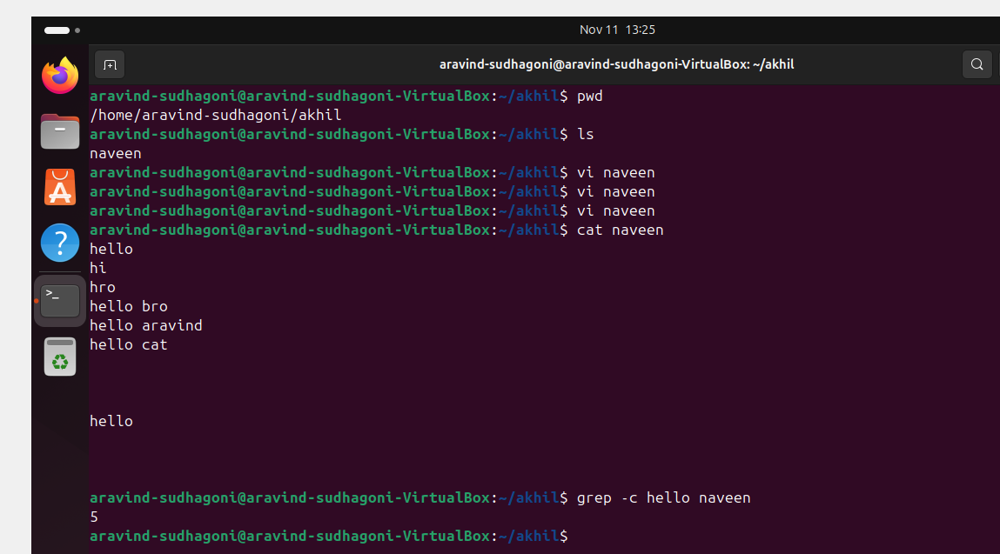 Nov 11 13:25
aravind-sudhagoni@aravind-sudhagoni-VirtualBox: ~/akhil
aravind-sudhagoni@aravind-sudhagoni-VirtualBox:~/akhil$ pwd
/home/aravind-sudhagoni/akhil
aravind-sudhagoni@aravind-sudhagoni-VirtualBox:~/akhil$ ls
naveen
aravind-sudhagoni@aravind-sudhagoni-VirtualBox:~/akhil$ vi naveen
aravind-sudhagoni@aravind-sudhagoni-VirtualBox:~/akhil$ vi naveen
aravind-sudhagoni@aravind-sudhagoni-VirtualBox:~/akhil$ vi naveen
aravind-sudhagoni@aravind-sudhagoni-VirtualBox:~/akhil$ cat naveen
hello
hi
hro
hello bro
hello aravind
hello cat
hello
aravind-sudhagoni@aravind-sudhagoni-VirtualBox:~/akhil$ grep -c hello naveen
5
aravind-sudhagoni@aravind-sudhagoni-VirtualBox:~/akhil$